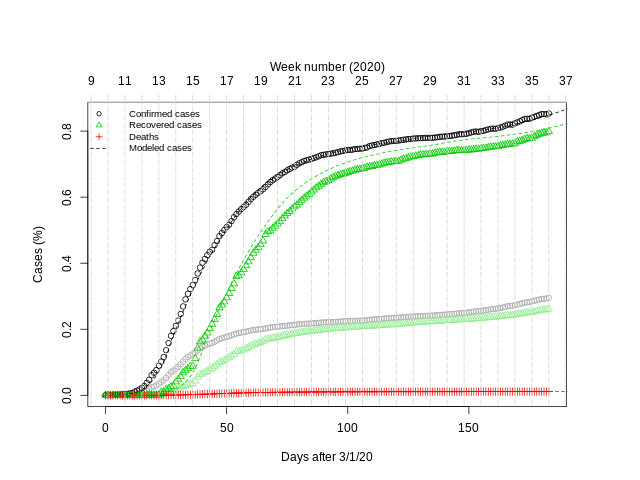 Week number (2020)
9 11 13 15 17 19 21 23 25 27 29 31 33 35 37
Confirmed cases
Recovered cases
Deaths
Modeled cases
Cases (%)
0.8
0.6
0.4
0.2
0.0
0 50 100 150
Days after 3/1/20